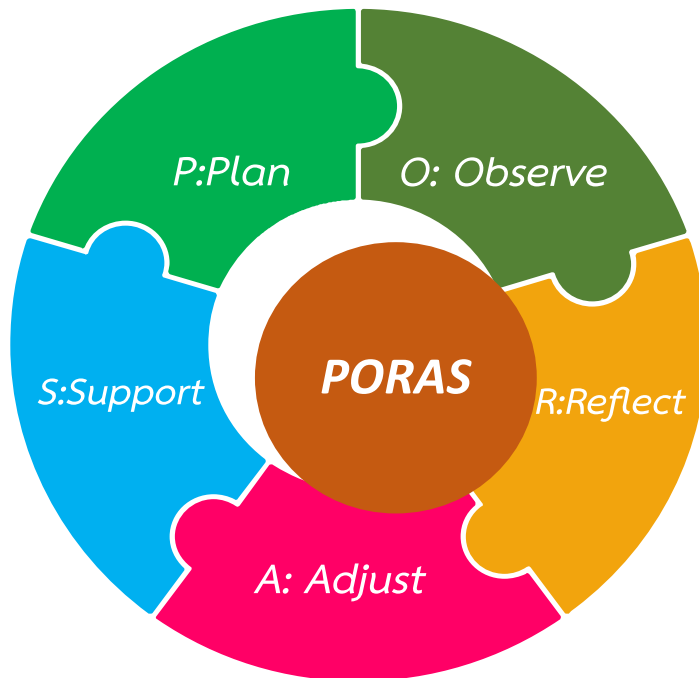 P:Plan
O: Observe
R:Reflect
A: Adjust
S:Support
PORAS